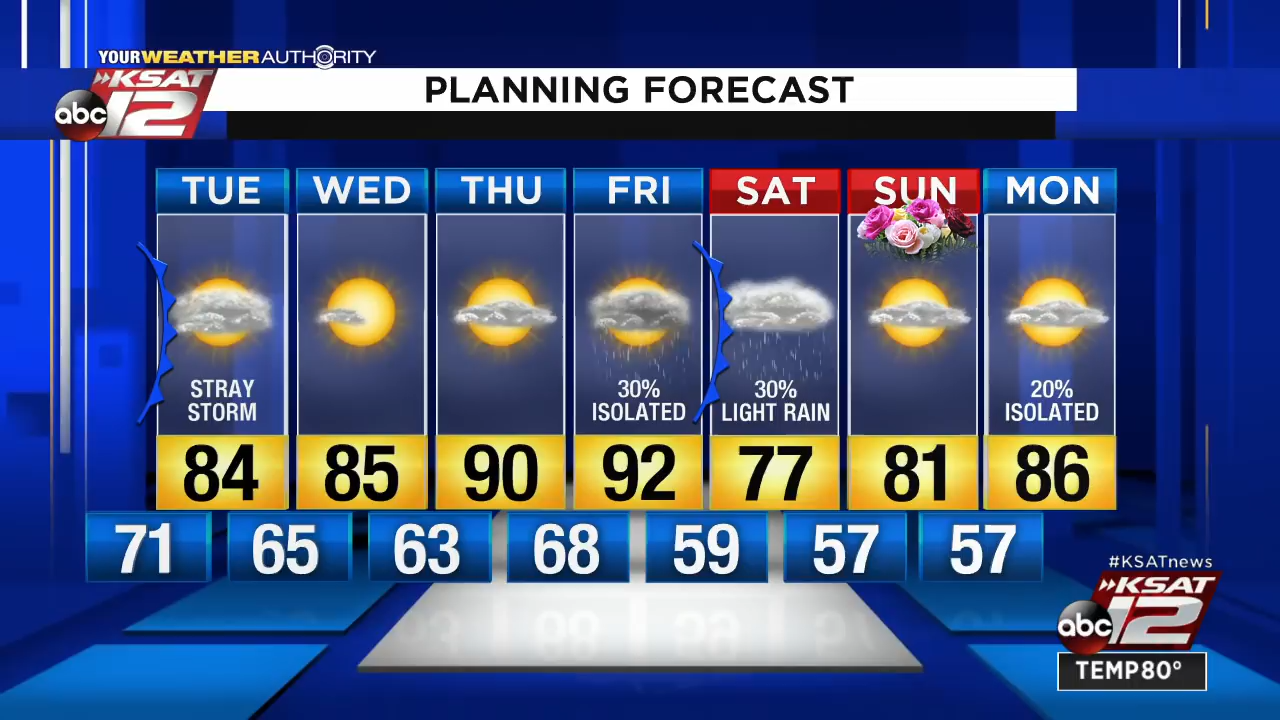 YOURWEATHERAUTHORITY
KSAT
abc 12
PLANNING FORECAST
TUE WED THU FRI SAT SUN MON
STRAY STORM
30% ISOLATED
30% LIGHT RAIN
20% ISOLATED
84 85 90 92 77 81 86
71 65 63 68 59 57 57
#KSATnews
KSAT
abc 12
TEMP80°